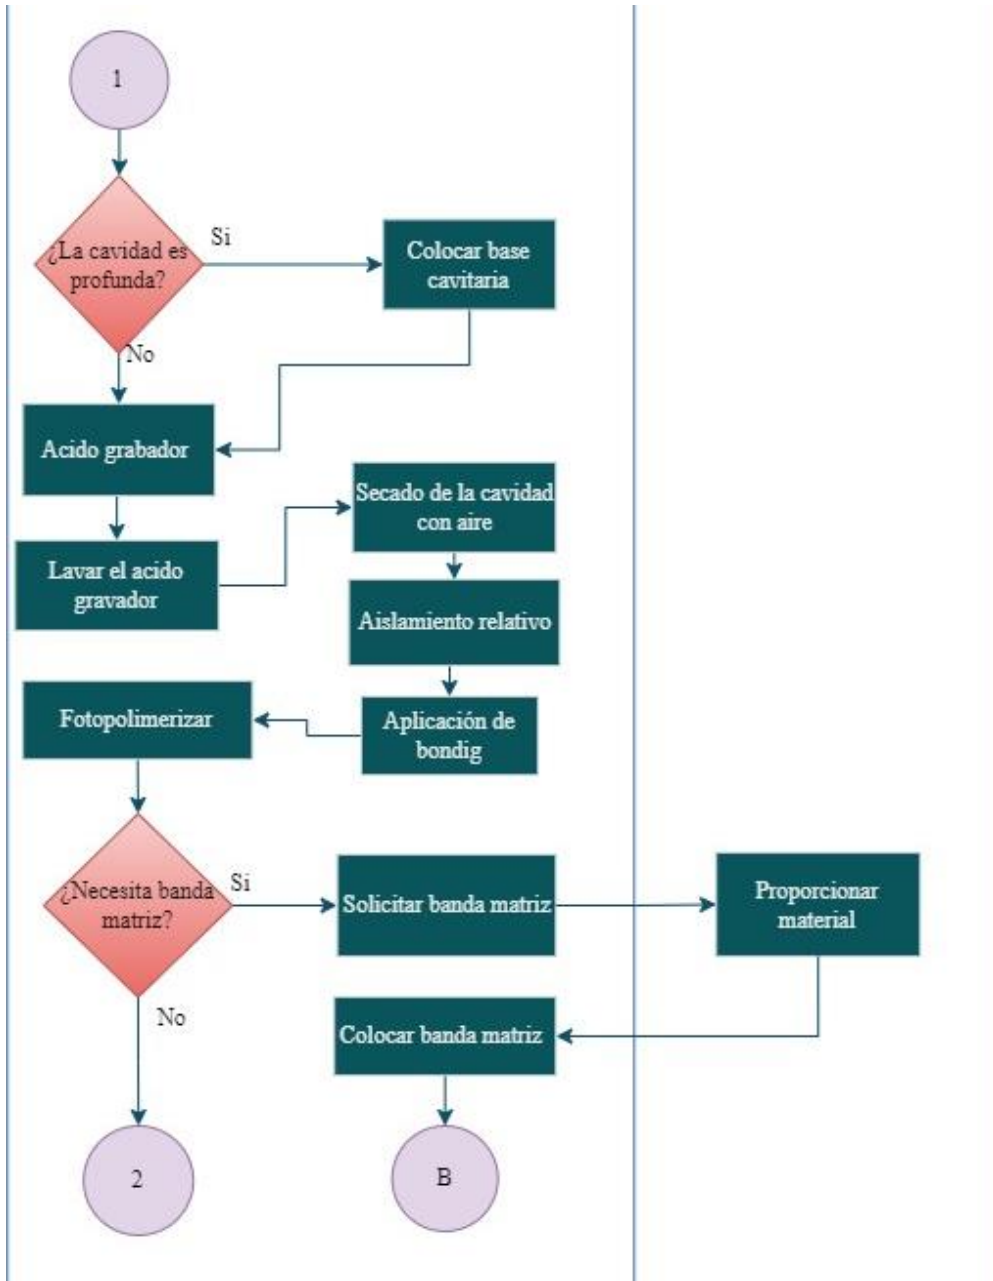 1
¿La cavidad es
profunda?
Si
Colocar base
cavitaria
No
Acido grabador
Lavar el acido
gravador
Secado de la cavidad
con aire
Aislamiento relativo
Aplicación de
bondig
Fotopolimerizar
¿Necesita banda
matriz?
Si
Solicitar banda matriz
Proporcionar
material
Colocar banda matriz
No
2
B